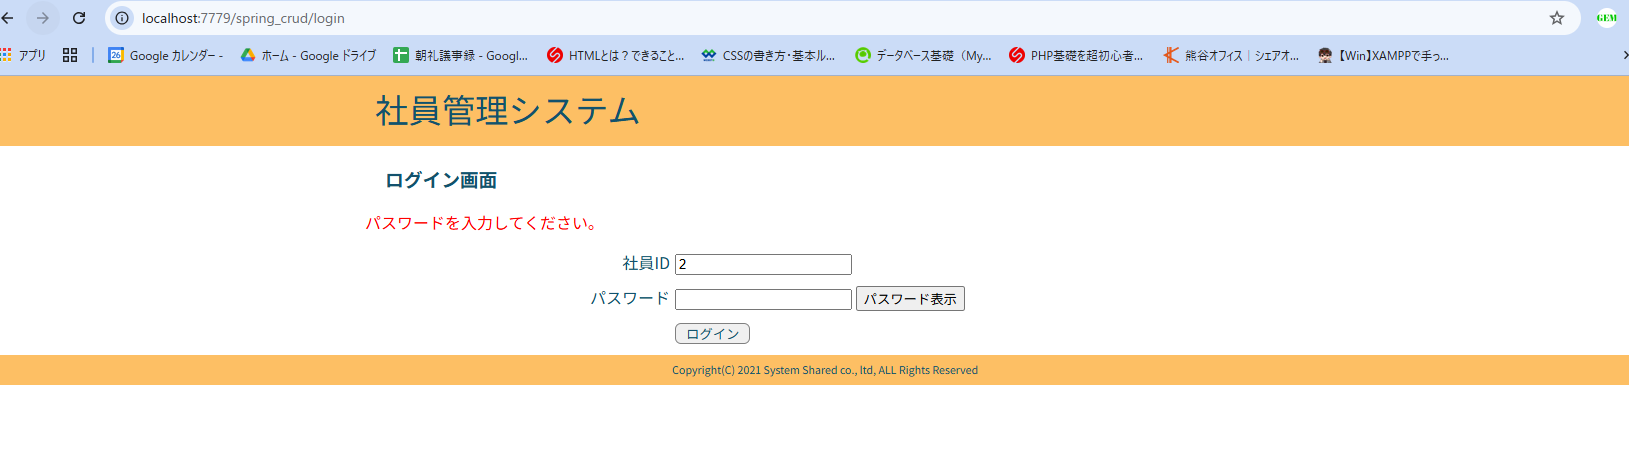 localhost:7779/spring_crud/login
GEM
アプリ 26 Google カレンダー - ホーム - Google ドライブ 朝礼議事録 - Googl... HTMLとは？できること... CSSの書き方・基本ル... データベース基礎（My... PHP基礎を超初心者... 熊谷オフィス｜シェアオ... 【Win】XAMPPで手っ...
社員管理システム
ログイン画面
パスワードを入力してください。
社員ID 2
パスワード パスワード表示
ログイン
Copyright(C) 2021 System Shared co., ltd, ALL Rights Reserved